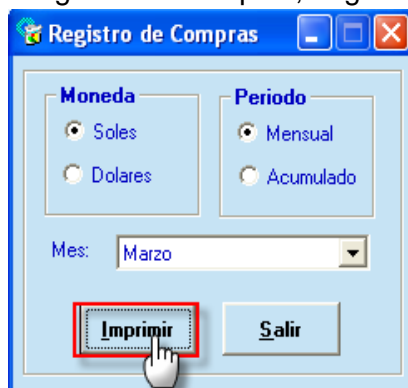 Registro de Compras
Moneda
Soles
Dolares
Periodo
Mensual
Acumulado
Mes: Marzo
Imprimir
Salir